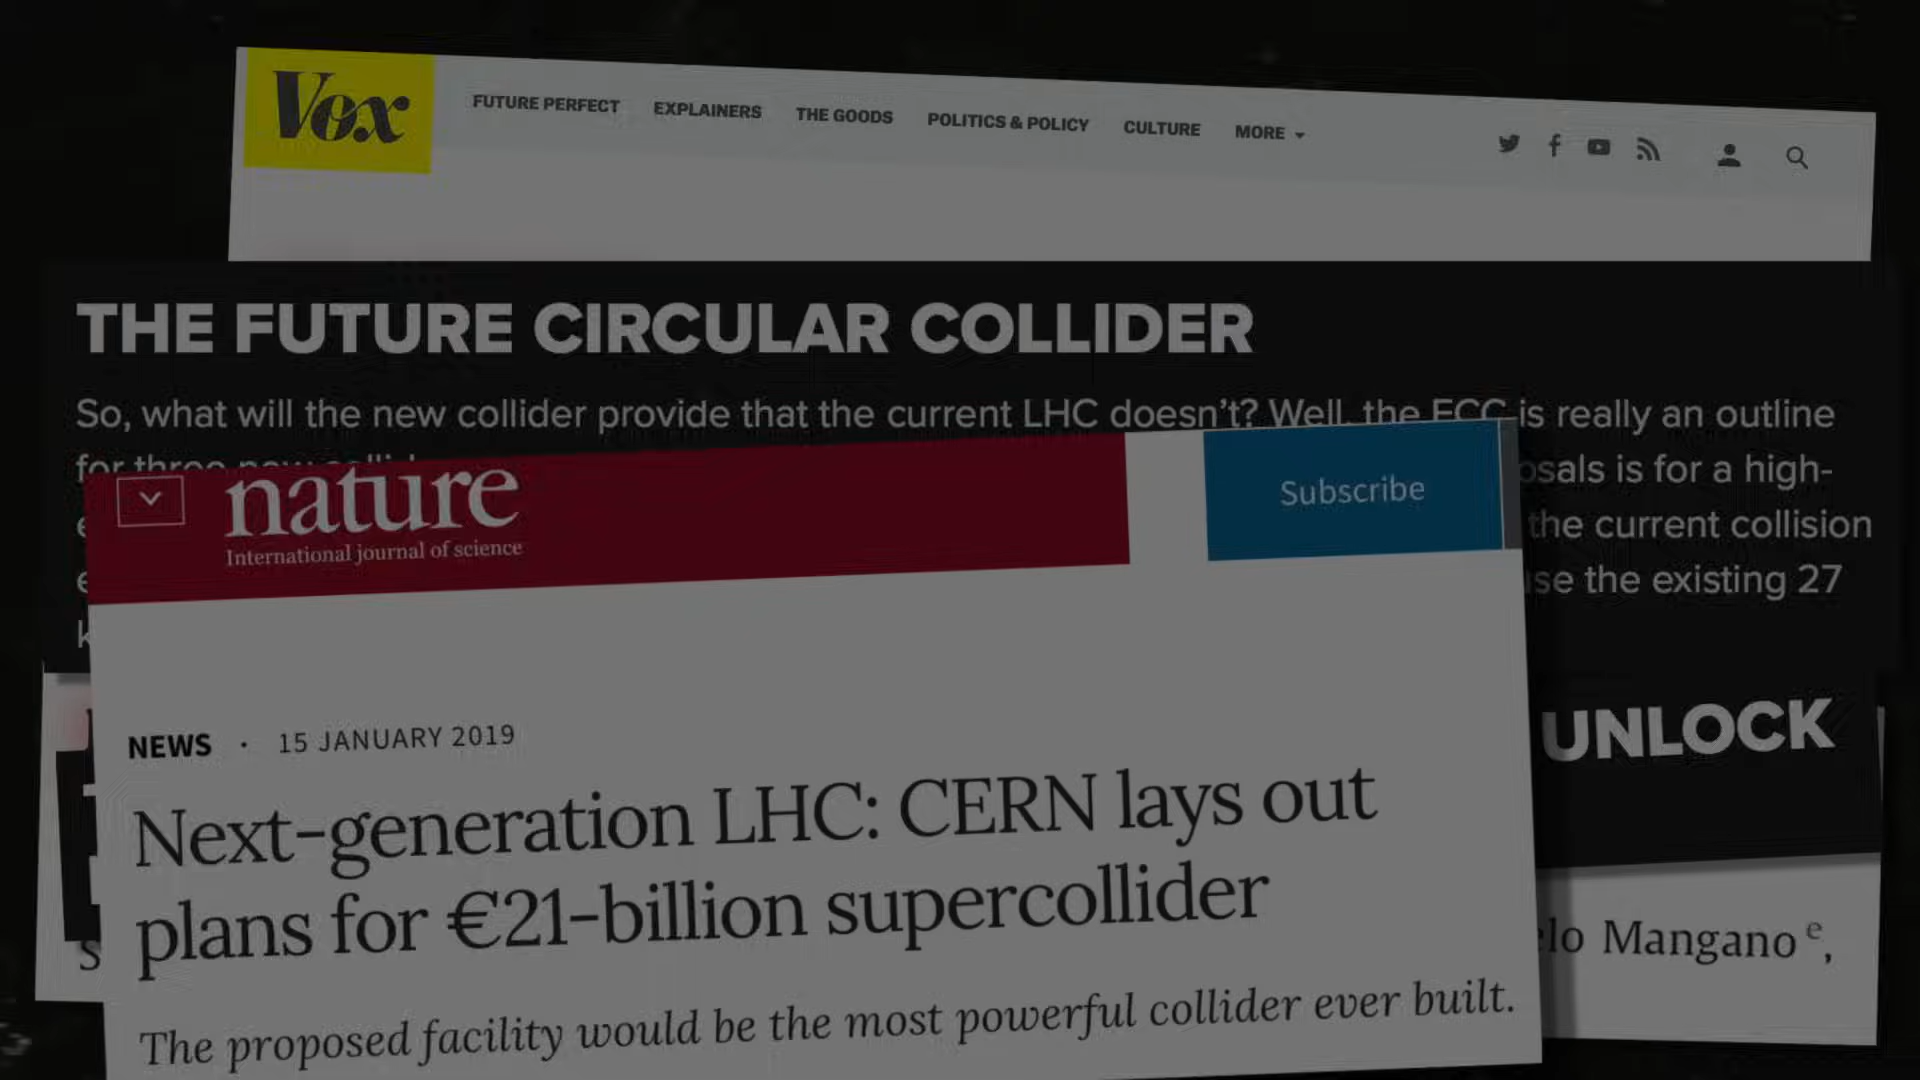 Vox
FUTURE PERFECT EXPLAINERS THE GOODS POLITICS & POLICY CULTURE MORE
THE FUTURE CIRCULAR COLLIDER
So, what will the new collider provide that the current LHC doesn't? Well, the FCC is really an outline
for three new
is for a high-
the current collision
the existing 27
nature
International journal of science
Subscribe
UNLOCK
NEWS · 15 JANUARY 2019
Next-generation LHC: CERN lays out
plans for €21-billion supercollider
Mangano e,
The proposed facility would be the most powerful collider ever built.